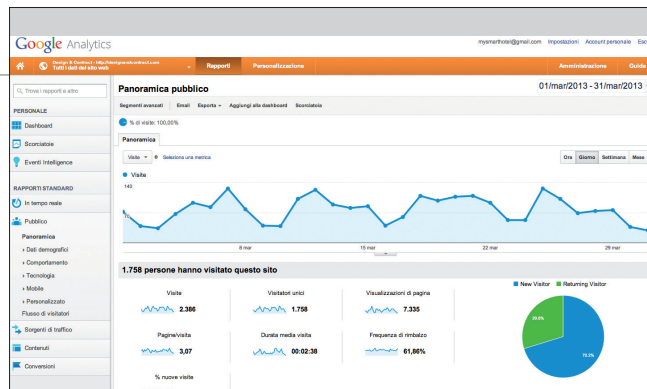 Google Analytics
mysmarthotel@gmail.com Impostazioni Account personale Esci
Design & Contract - http://
designandcontract.com
Tutti i dati del sito web
Rapporti Personalizzazione
Amministrazione Guida
Trova i rapporti e altro
Panoramica pubblico
01/mar/2013 - 31/mar/2013
Segmenti avanzati Email Esporta Aggiungi alla dashboard Scorciatoia
PERSONALE
% di visite: 100,00%
Dashboard
Panoramica
Scorciatoie
Visite Seleziona una metrica
Ora Giorno Settimana Mese
Eventi Intelligence
Visite
140
RAPPORTI STANDARD
In tempo reale
70
Pubblico
Panoramica
8 mar 15 mar 22 mar 29 mar
Dati demografici
Comportamento
1.758 persone hanno visitato questo sito
Tecnologia
Mobile
New Visitor Returning Visitor
Visite Visitatori unici Visualizzazioni di pagina
Personalizzato
2.386 1.758 7.335
Flusso di visitatori
29.8%
Sorgenti di traffico
Pagine/visita Durata media visita Frequenza di rimbalzo
Contenuti
3,07 00:02:38 61,86%
70.2%
Conversioni
% nuove visite